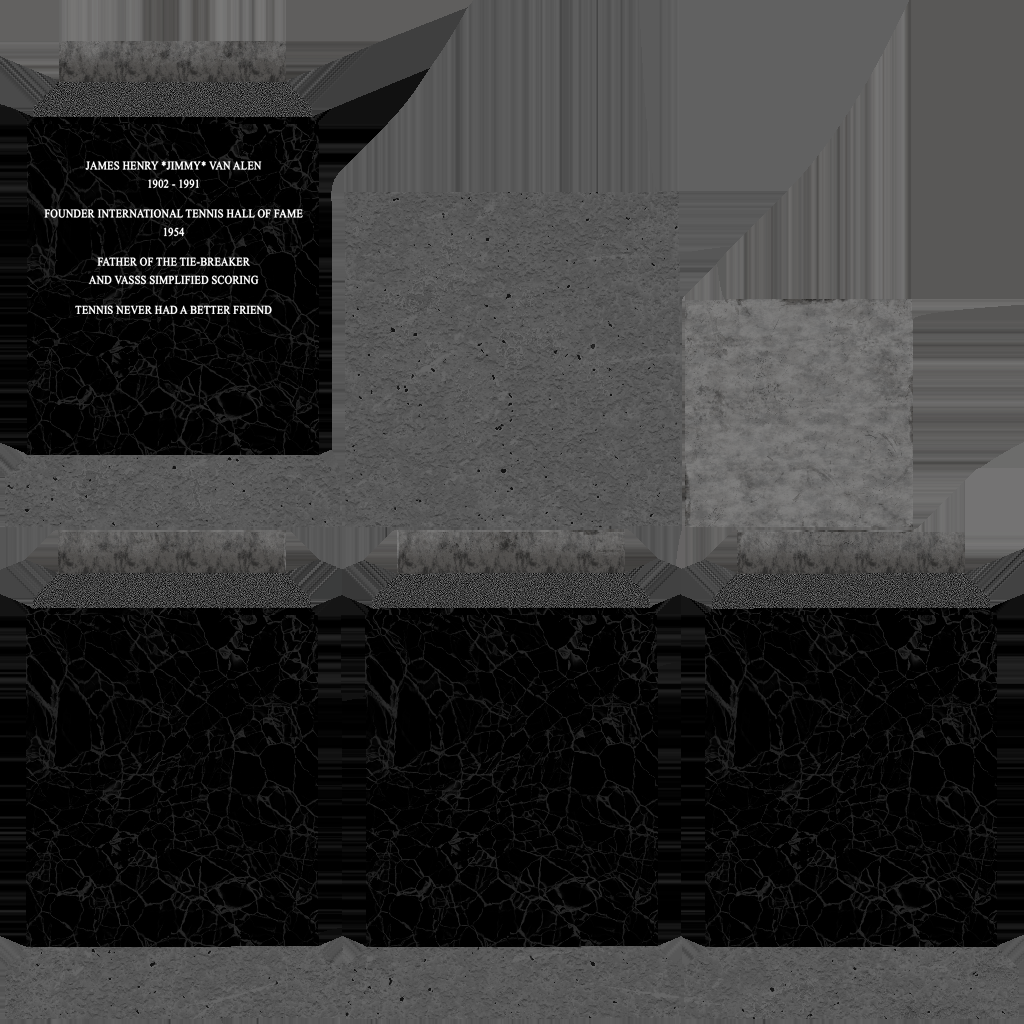 JAMES HENRY *JIMMY* VAN ALEN
1902 - 1991
FOUNDER INTERNATIONAL TENNIS HALL OF FAME
1954
FATHER OF THE TIE-BREAKER
AND VASSS SIMPLIFIED SCORING
TENNIS NEVER HAD A BETTER FRIEND